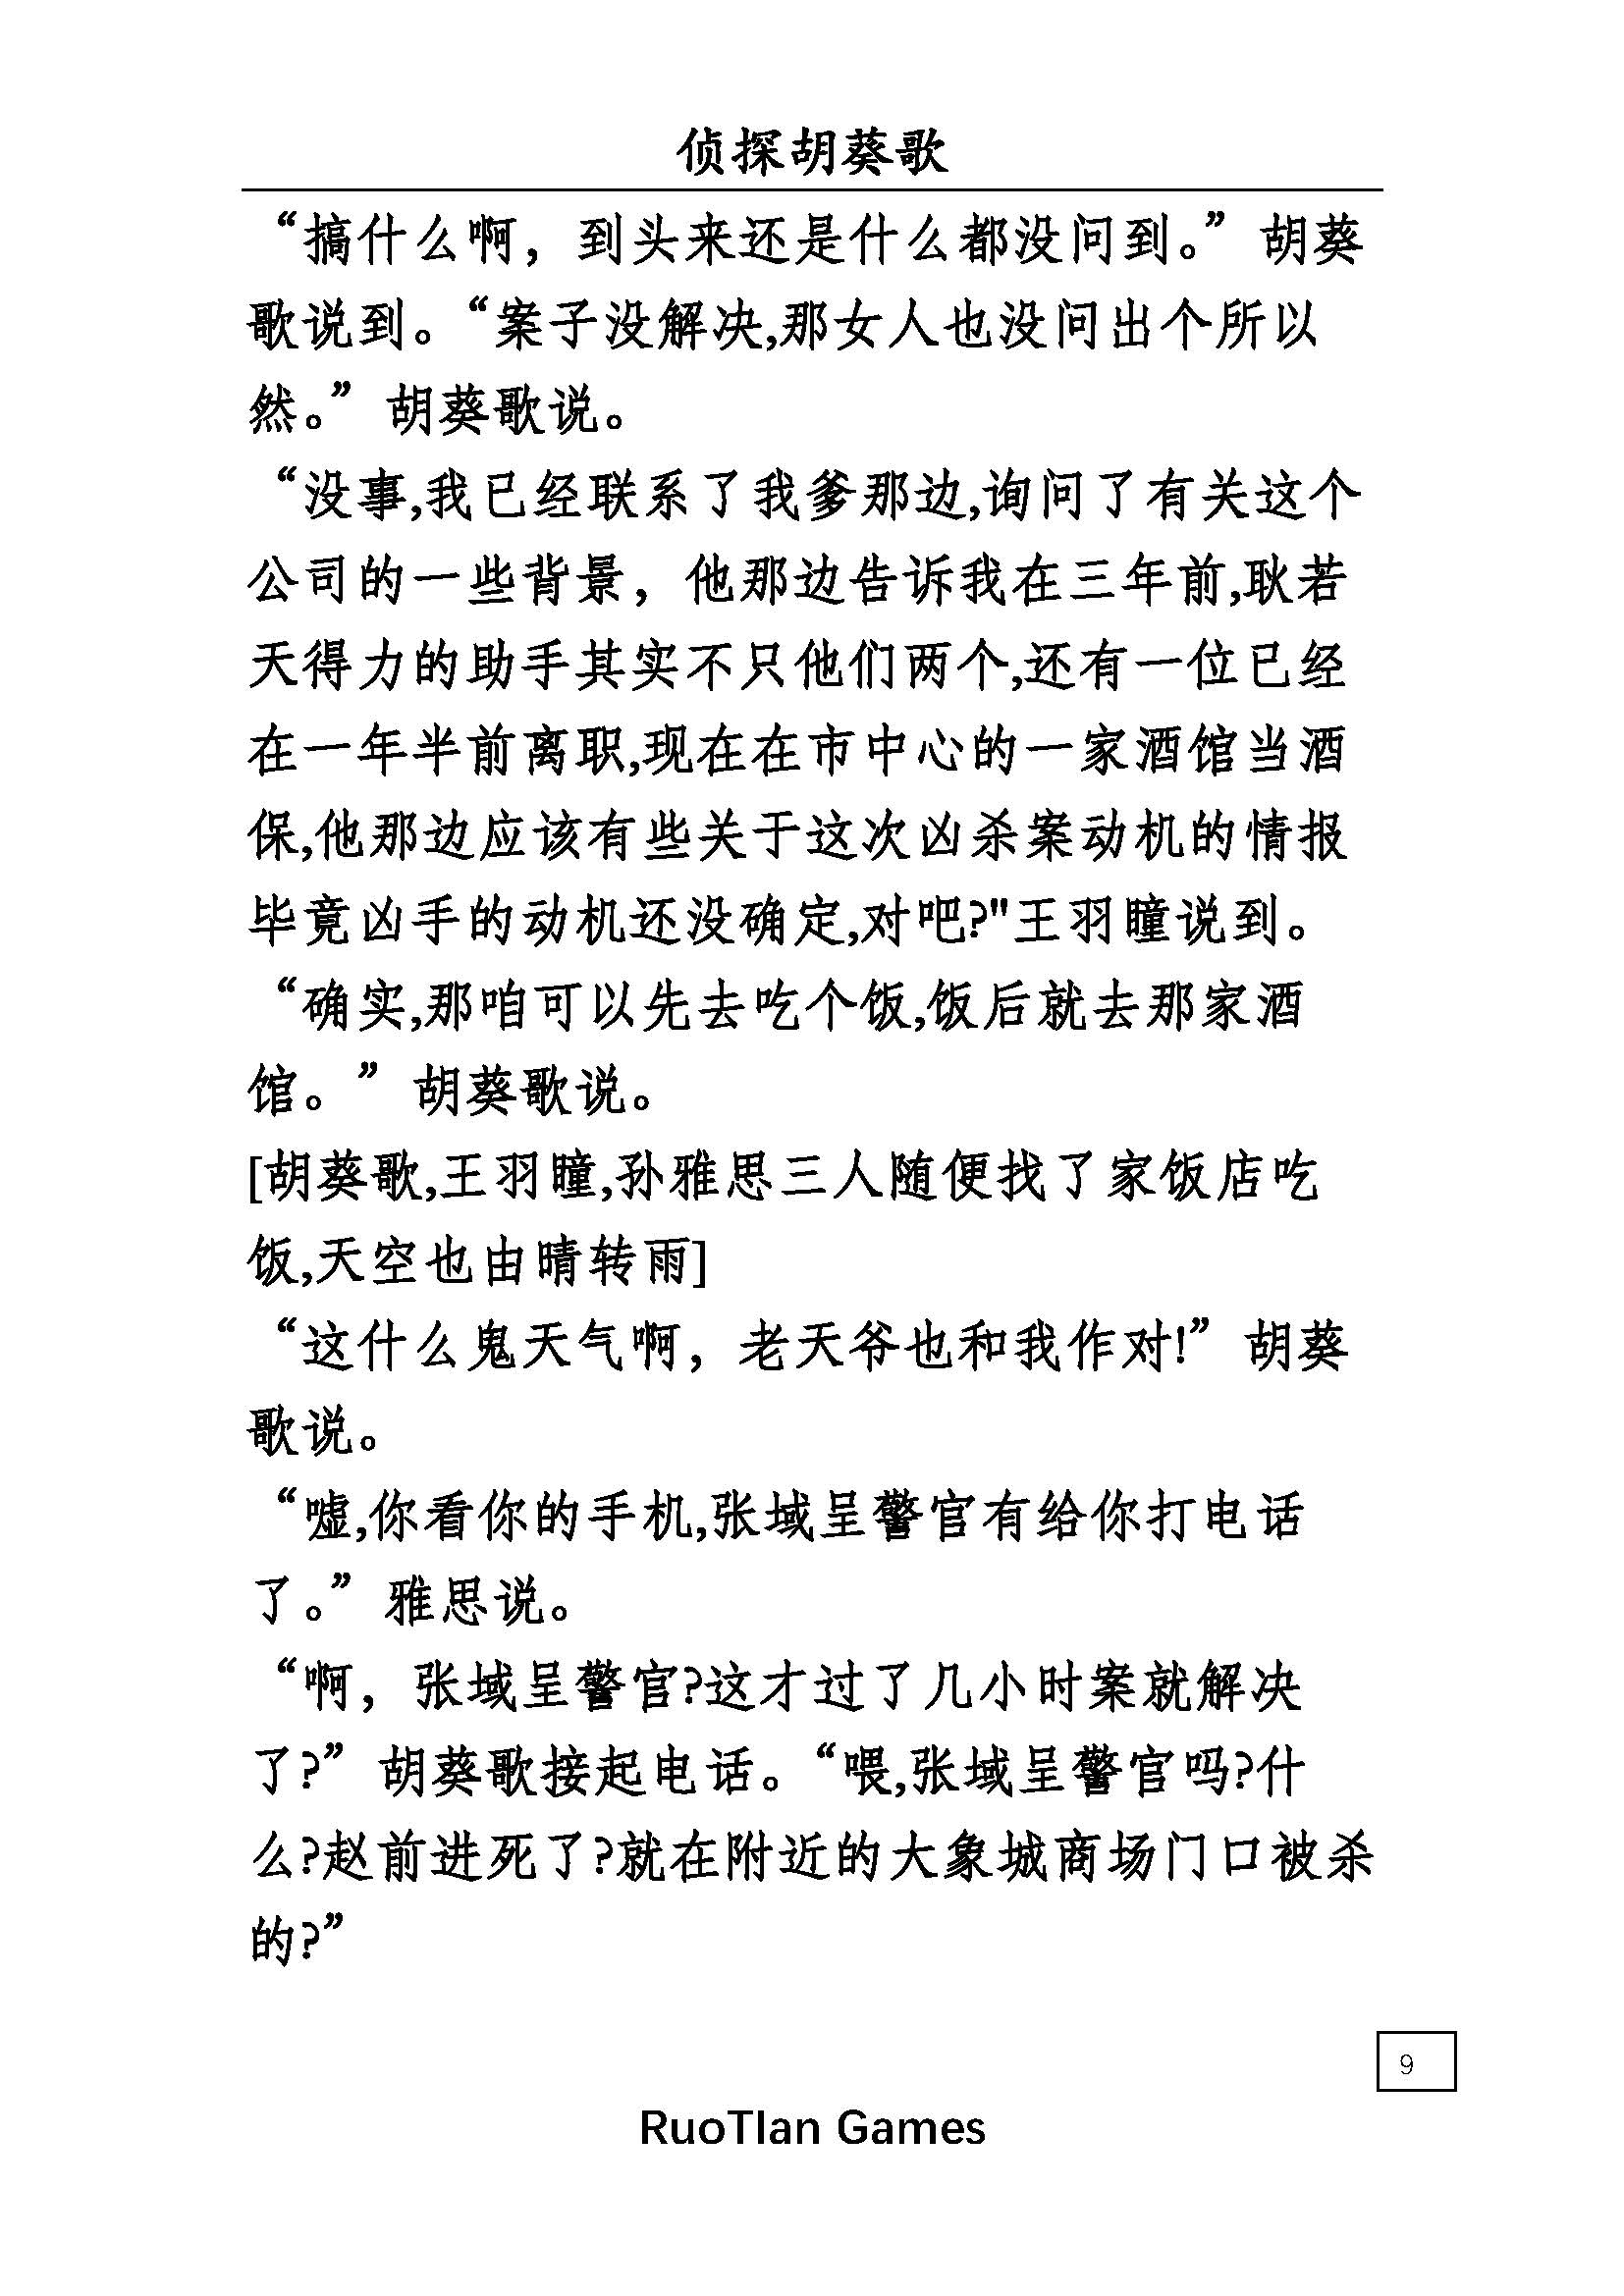 侦探胡葵歌
“搞什么啊，到头来还是什么都没问到。”胡葵
歌说到。“案子没解决,那女人也没问出个所以
然。”胡葵歌说。
“没事,我已经联系了我爹那边,询问了有关这个
公司的一些背景，他那边告诉我在三年前,耿若
天得力的助手其实不只他们两个,还有一位已经
在一年半前离职,现在在市中心的一家酒馆当酒
保,他那边应该有些关于这次凶杀案动机的情报
毕竟凶手的动机还没确定,对吧?"王羽瞳说到。
“确实,那咱可以先去吃个饭,饭后就去那家酒
馆。”胡葵歌说。
[胡葵歌,王羽瞳,孙雅思三人随便找了家饭店吃
饭,天空也由晴转雨]
“这什么鬼天气啊，老天爷也和我作对!”胡葵
歌说。
“嘘,你看你的手机,张域呈警官有给你打电话
了。”雅思说。
“啊，张域呈警官?这才过了几小时案就解决
了?”胡葵歌接起电话。“喂,张域呈警官吗?什
么?赵前进死了?就在附近的大象城商场门口被杀
的?”
9
RuoTIan Games